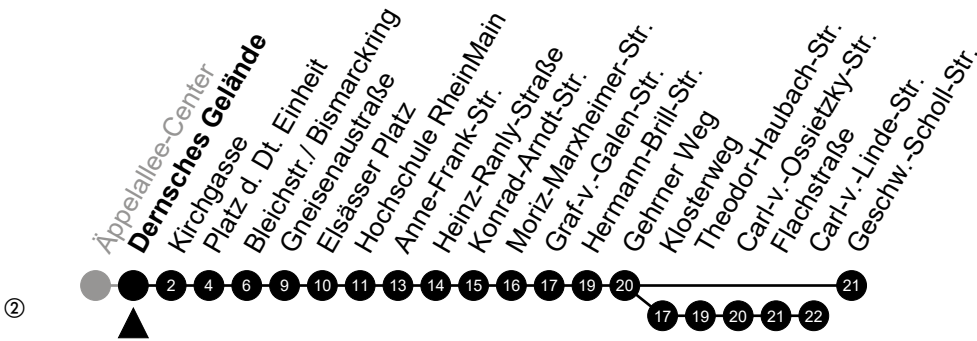 Äppelallee-Center
Dernsches Gelände
Kirchgasse
Platz d. Dt. Einheit
Bleichstr./ Bismarckring
Gneisenaustraße
Elsässer Platz
Hochschule RheinMain
Anne-Frank-Str.
Heinz-Ranly-Straße
Konrad-Arndt-Str.
Moriz-Marxheimer-Str.
Graf-v.-Galen-Str.
Hermann-Brill-Str.
Gehrner Weg
Klosterweg
Theodor-Haubach-Str.
Carl-v.-Ossietzky-Str.
Flachstraße
Carl-v.-Linde-Str.
Geschw.-Scholl-Str.
2 4 6 9 10 11 13 14 15 16 17 19 20 21
②
17 19 20 21 22